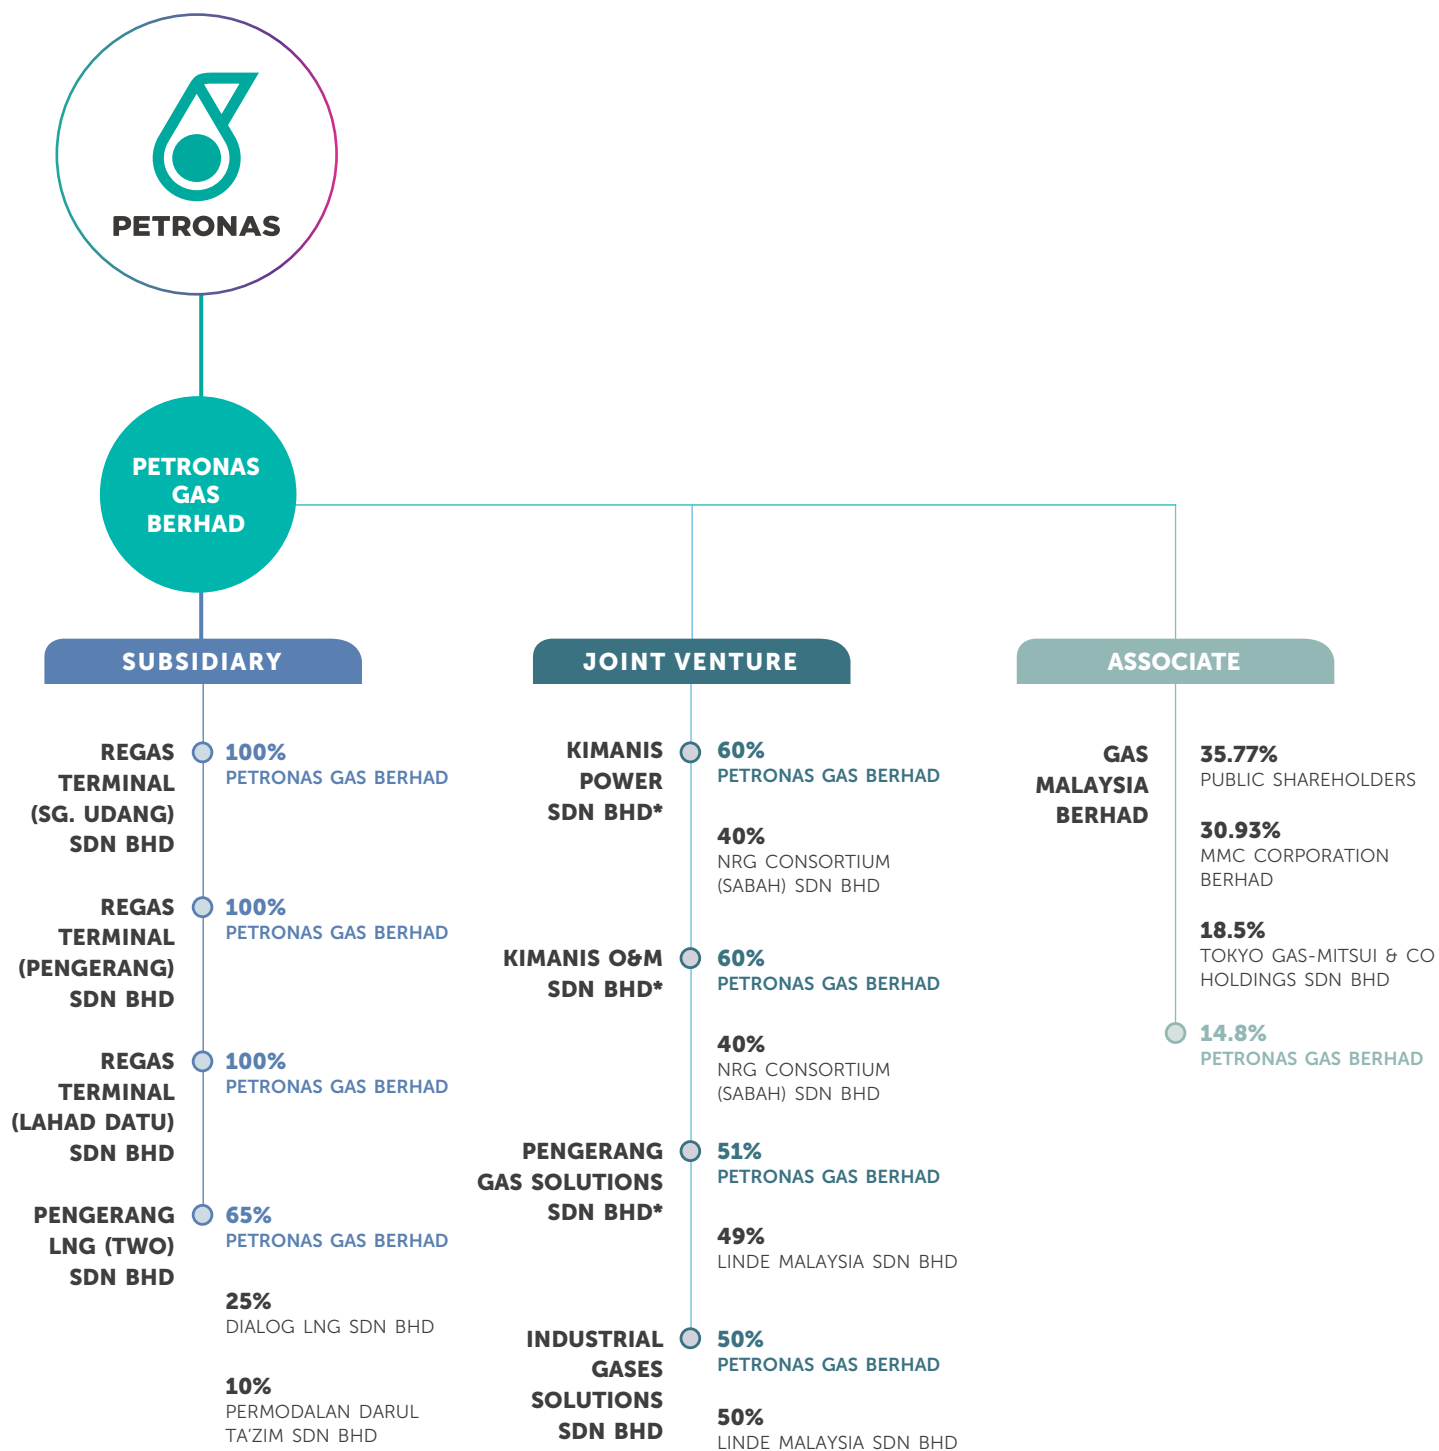 PETRONAS
PETRONAS
GAS
BERHAD
SUBSIDIARY
REGAS
TERMINAL
(SG. UDANG)
SDN BHD
100%
PETRONAS GAS BERHAD
REGAS
TERMINAL
(PENGERANG)
SDN BHD
100%
PETRONAS GAS BERHAD
REGAS
TERMINAL
(LAHAD DATU)
SDN BHD
100%
PETRONAS GAS BERHAD
PENGERANG
LNG (TWO)
SDN BHD
65%
PETRONAS GAS BERHAD
25%
DIALOG LNG SDN BHD
10%
PERMODALAN DARUL
TA’ZIM SDN BHD
JOINT VENTURE
KIMANIS
POWER
SDN BHD*
60%
PETRONAS GAS BERHAD
40%
NRG CONSORTIUM
(SABAH) SDN BHD
KIMANIS O&M
SDN BHD*
60%
PETRONAS GAS BERHAD
40%
NRG CONSORTIUM
(SABAH) SDN BHD
PENGERANG
GAS SOLUTIONS
SDN BHD*
51%
PETRONAS GAS BERHAD
49%
LINDE MALAYSIA SDN BHD
INDUSTRIAL
GASES
SOLUTIONS
SDN BHD
50%
PETRONAS GAS BERHAD
50%
LINDE MALAYSIA SDN BHD
ASSOCIATE
GAS
MALAYSIA
BERHAD
35.77%
PUBLIC SHAREHOLDERS
30.93%
MMC CORPORATION
BERHAD
18.5%
TOKYO GAS-MITSUI & CO
HOLDINGS SDN BHD
14.8%
PETRONAS GAS BERHAD